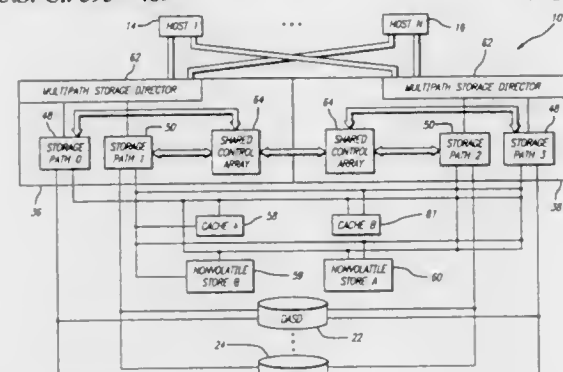 14
HOST 1
...
HOST N
16
10
62
62
MULTIPATH STORAGE DIRECTOR
MULTIPATH STORAGE DIRECTOR
48
50
64
64
50
48
STORAGE PATH 0
STORAGE PATH 1
SHARED CONTROL ARRAY
SHARED CONTROL ARRAY
STORAGE PATH 2
STORAGE PATH 3
36
38
CACHE A
58
CACHE B
61
NONVOLATILE STORE B
59
NONVOLATILE STORE A
60
DASD
22
24